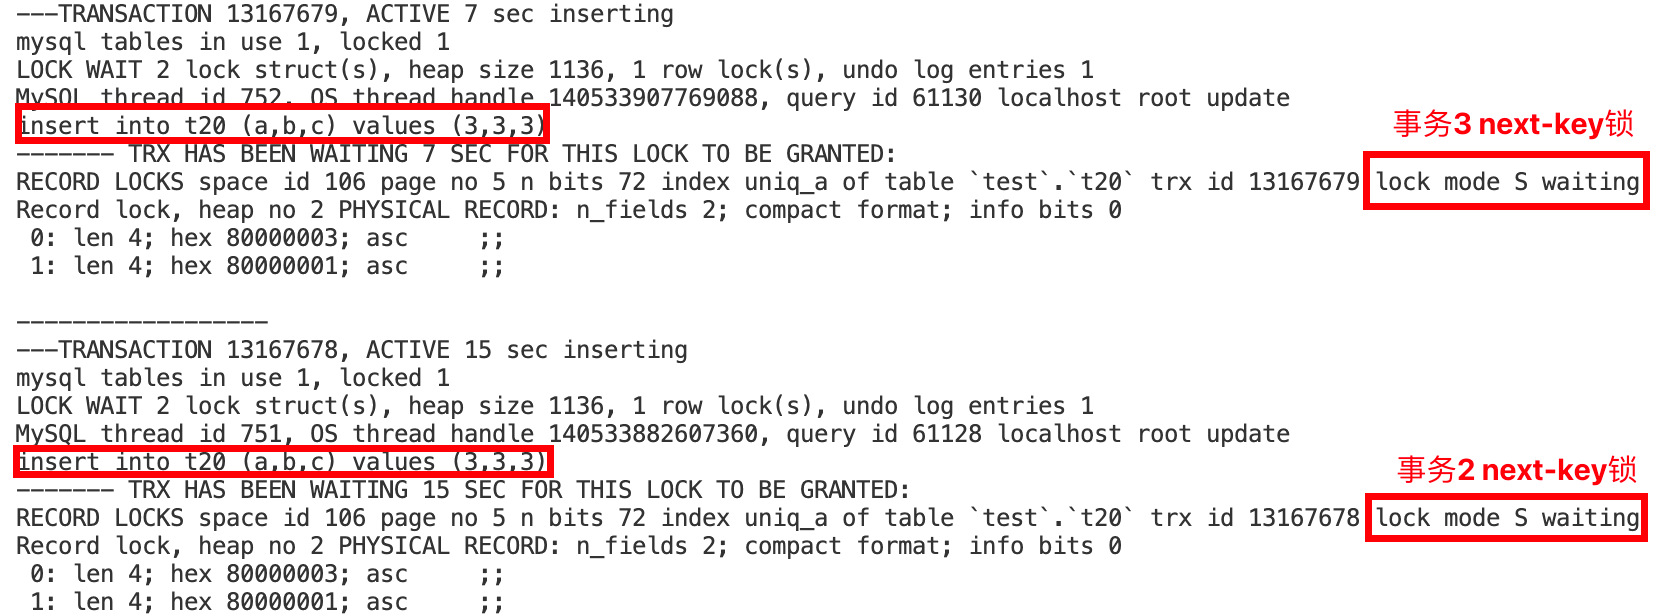 ---TRANSACTION 13167679, ACTIVE 7 sec inserting
mysql tables in use 1, locked 1
LOCK WAIT 2 lock struct(s), heap size 1136, 1 row lock(s), undo log entries 1
MySQL thread id 752, OS thread handle 140533907769088, query id 61130 localhost root update
insert into t20 (a,b,c) values (3,3,3)
事务3 next-key锁
------- TRX HAS BEEN WAITING 7 SEC FOR THIS LOCK TO BE GRANTED:
RECORD LOCKS space id 106 page no 5 n bits 72 index uniq_a of table `test`.`t20` trx id 13167679 lock mode S waiting
Record lock, heap no 2 PHYSICAL RECORD: n_fields 2; compact format; info bits 0
 0: len 4; hex 80000003; asc     ;;
 1: len 4; hex 80000001; asc     ;;
------------------
---TRANSACTION 13167678, ACTIVE 15 sec inserting
mysql tables in use 1, locked 1
LOCK WAIT 2 lock struct(s), heap size 1136, 1 row lock(s), undo log entries 1
MySQL thread id 751, OS thread handle 140533882607360, query id 61128 localhost root update
insert into t20 (a,b,c) values (3,3,3)
事务2 next-key锁
------- TRX HAS BEEN WAITING 15 SEC FOR THIS LOCK TO BE GRANTED:
RECORD LOCKS space id 106 page no 5 n bits 72 index uniq_a of table `test`.`t20` trx id 13167678 lock mode S waiting
Record lock, heap no 2 PHYSICAL RECORD: n_fields 2; compact format; info bits 0
 0: len 4; hex 80000003; asc     ;;
 1: len 4; hex 80000001; asc     ;;